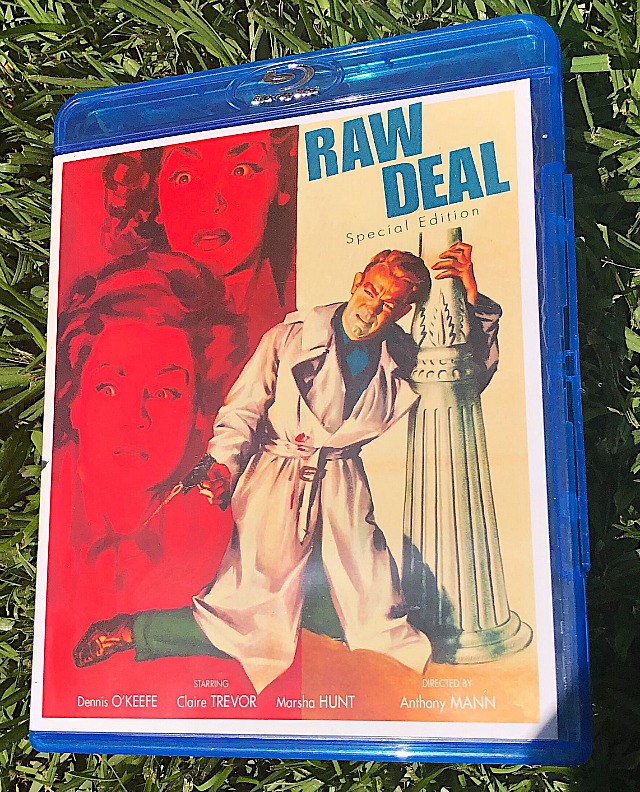 RAW
DEAL
Special Edition
STARRING
Dennis O'KEEFE Claire TREVOR Marsha HUNT
DIRECTED BY
Anthony MANN